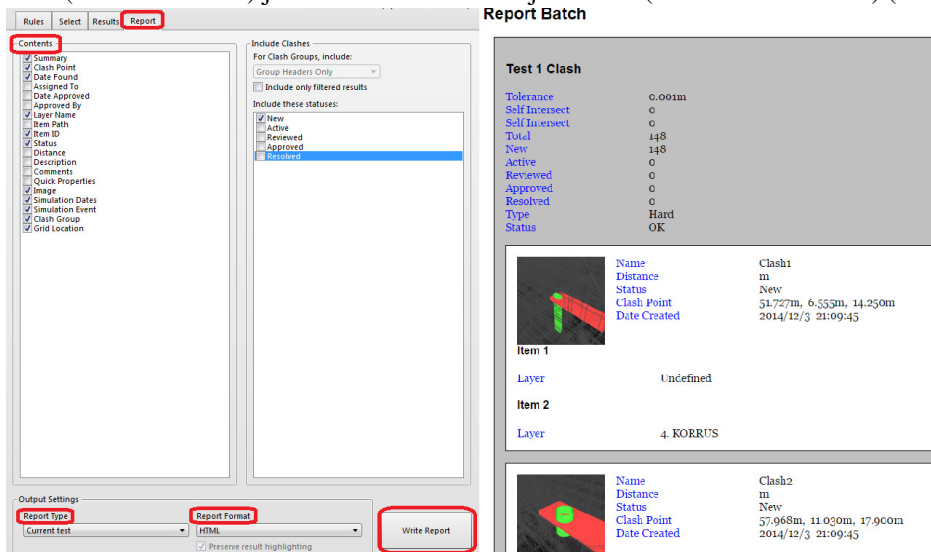 Rules Select Results Report
Contents
Summary
Clash Point
Date Found
Assigned To
Date Approved
Approved By
Layer Name
Item Path
Item ID
Status
Distance
Description
Comments
Quick Properties
Image
Simulation Dates
Simulation Event
Clash Group
Grid Location
Include Clashes
For Clash Groups, include:
Group Headers Only
Include only filtered results
Include these statuses:
New
Active
Reviewed
Approved
Resolved
Output Settings
Report Type
Current test
Report Format
HTML
Preserve result highlighting
Write Report
Report Batch
Test 1 Clash
Tolerance 0.001m
Self Intersect 0
Self Intersect 0
Total 148
New 148
Active 0
Reviewed 0
Approved 0
Resolved 0
Type Hard
Status OK
Name Clash1
Distance m
Status New
Clash Point 51.727m, 6.555m, 14.250m
Date Created 2014/12/3 21:09:45
Item 1
Layer Undefined
Item 2
Layer 4. KORRUS
Name Clash2
Distance m
Status New
Clash Point 57.968m, 11.030m, 17.900m
Date Created 2014/12/3 21:09:45